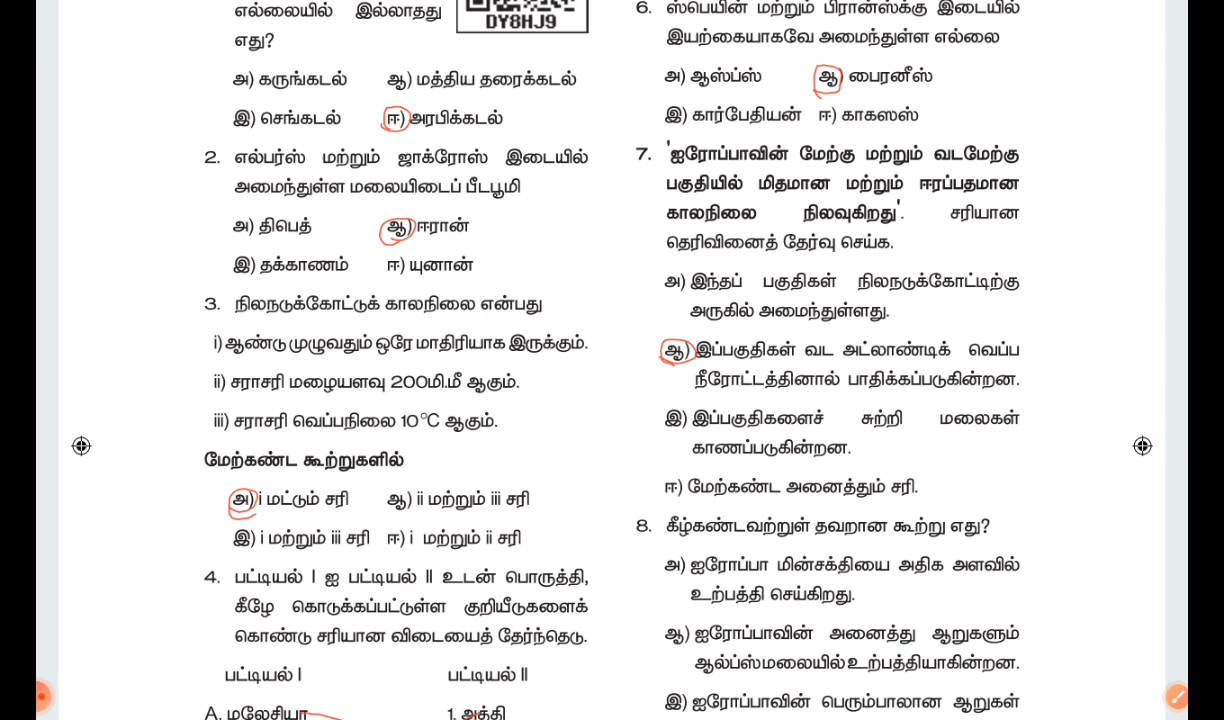 எல்லையில் இல்லாதது
எது?
DY8HJ9
அ) கருங்கடல் ஆ) மத்திய தரைக்கடல்
இ) செங்கடல் ஈ) அரபிக்கடல்
2. எல்பர்ஸ் மற்றும் ஜாக்ரோஸ் இடையில்
அமைந்துள்ள மலையிடைப் பீடபூமி
அ) திபெத் ஆ) ஈரான்
இ) தக்காணம் ஈ) யுனான்
3. நிலநடுக்கோட்டுக் காலநிலை என்பது
i) ஆண்டு முழுவதும் ஒரே மாதிரியாக இருக்கும்.
ii) சராசரி மழையளவு 200மி.மீ ஆகும்.
iii) சராசரி வெப்பநிலை 10°C ஆகும்.
மேற்கண்ட கூற்றுகளில்
அ) i மட்டும் சரி ஆ) ii மற்றும் iii சரி
இ) i மற்றும் iii சரி ஈ) i மற்றும் ii சரி
4. பட்டியல் I ஐ பட்டியல் II உடன் பொருத்தி,
கீழே கொடுக்கப்பட்டுள்ள குறியீடுகளைக்
கொண்டு சரியான விடையைத் தேர்ந்தெடு.
பட்டியல் I பட்டியல் II
A. மலேசியா 1. அத்தி
6. ஸ்பெயின் மற்றும் பிரான்ஸ்க்கு இடையில்
இயற்கையாகவே அமைந்துள்ள எல்லை
அ) ஆல்ப்ஸ் ஆ) பைரனீஸ்
இ) கார்பேதியன் ஈ) காகஸஸ்
7. 'ஐரோப்பாவின் மேற்கு மற்றும் வடமேற்கு
பகுதியில் மிதமான மற்றும் ஈரப்பதமான
காலநிலை நிலவுகிறது'. சரியான
தெரிவினைத் தேர்வு செய்க.
அ) இந்தப் பகுதிகள் நிலநடுக்கோட்டிற்கு
அருகில் அமைந்துள்ளது.
ஆ) இப்பகுதிகள் வட அட்லாண்டிக் வெப்ப
நீரோட்டத்தினால் பாதிக்கப்படுகின்றன.
இ) இப்பகுதிகளைச் சுற்றி மலைகள்
காணப்படுகின்றன.
ஈ) மேற்கண்ட அனைத்தும் சரி.
8. கீழ்கண்டவற்றுள் தவறான கூற்று எது?
அ) ஐரோப்பா மின்சக்தியை அதிக அளவில்
உற்பத்தி செய்கிறது.
ஆ) ஐரோப்பாவின் அனைத்து ஆறுகளும்
ஆல்ப்ஸ் மலையில் உற்பத்தியாகின்றன.
இ) ஐரோப்பாவின் பெரும்பாலான ஆறுகள்